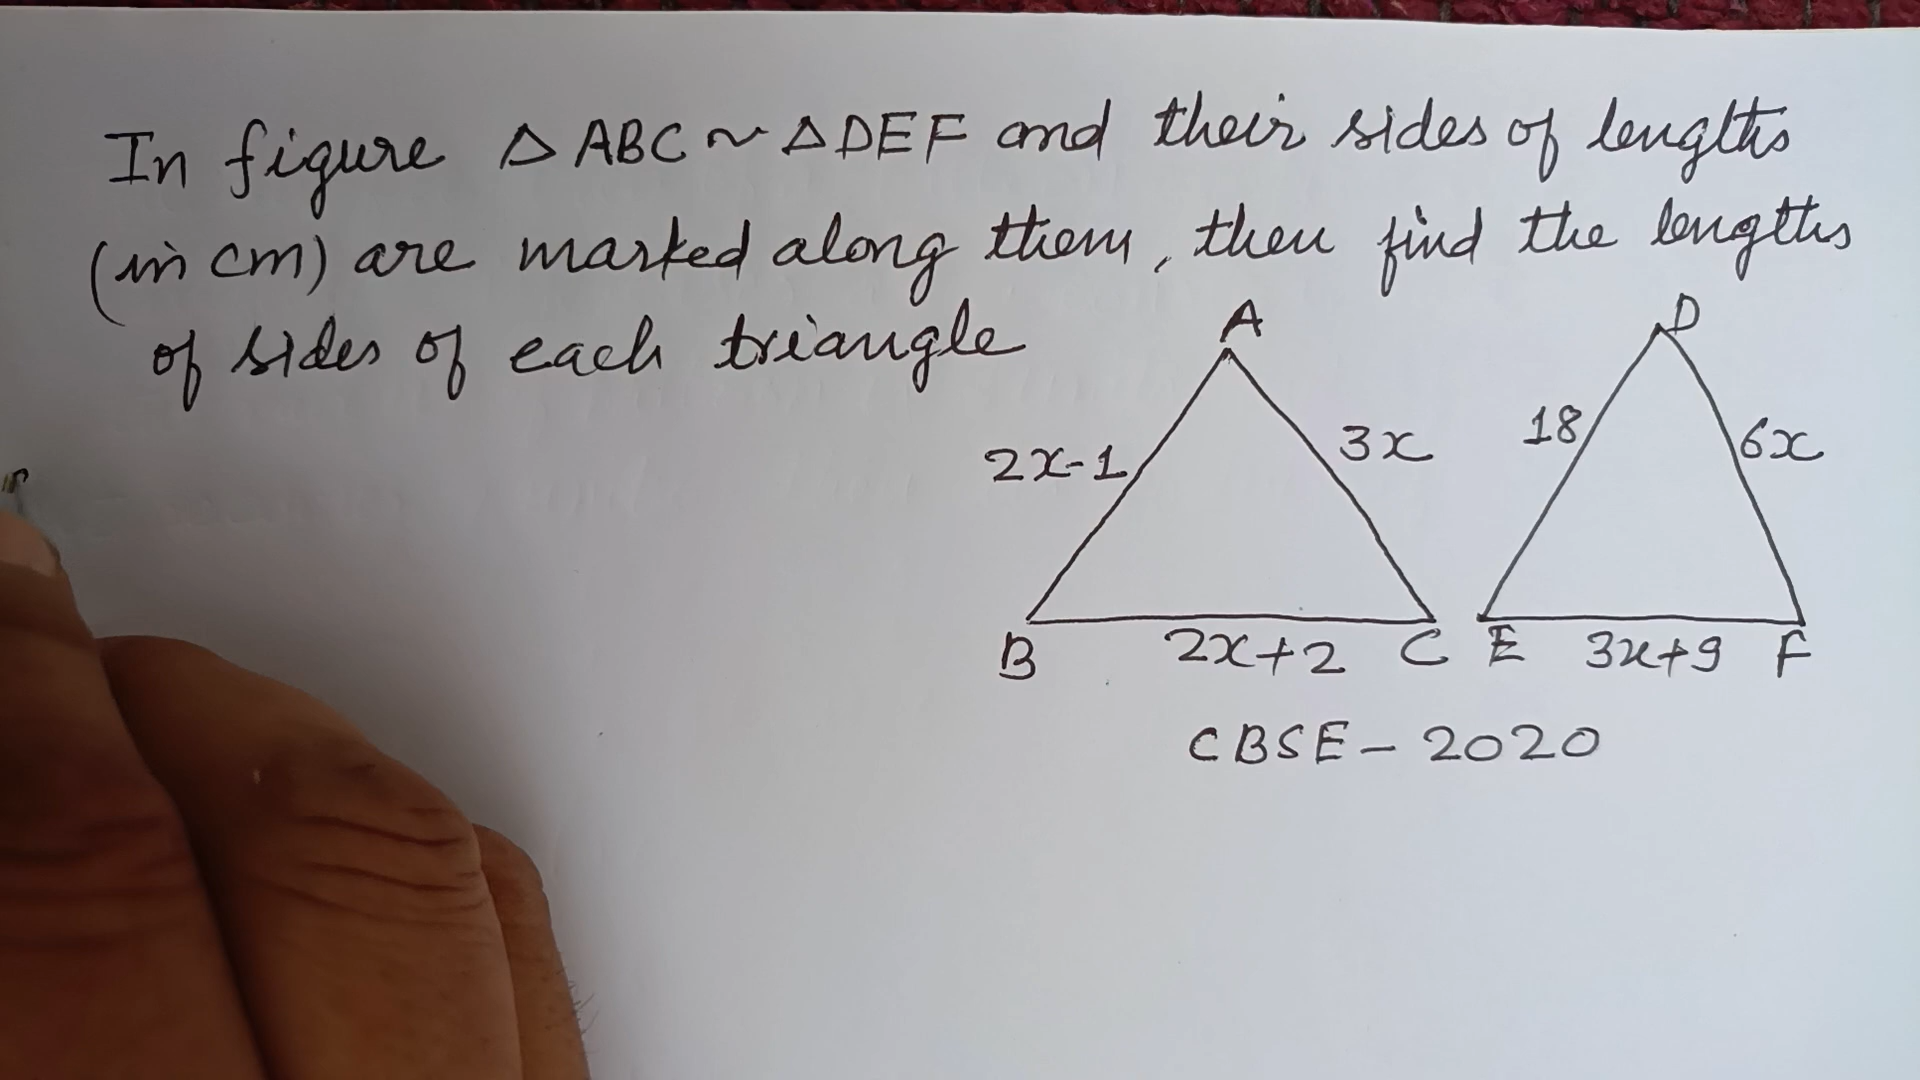 In figure △ABC ~ △DEF and their sides of lengths
(in cm) are marked along them, then find the lengths
of sides of each triangle
A
D
2x-1
3x
18
6x
B
2x+2
C
E
3x+9
F
CBSE - 2020